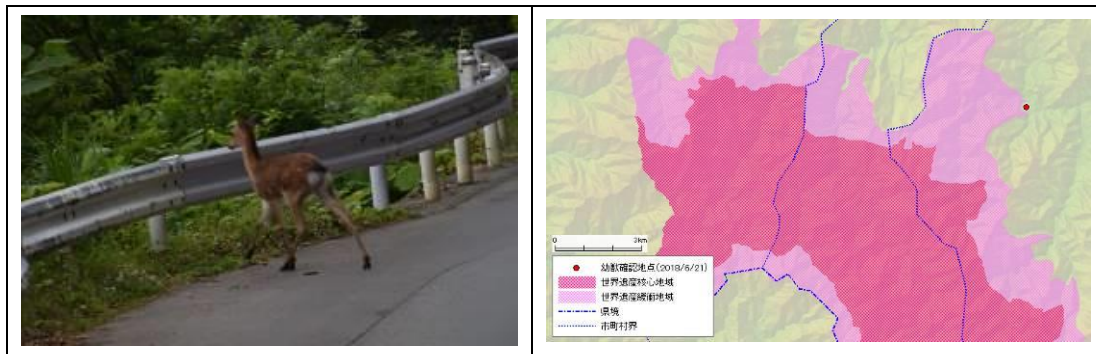 0 3km
幼獣確認地点(2018/6/21)
世界遺産核心地域
世界遺産緩衝地域
県境
市町村界